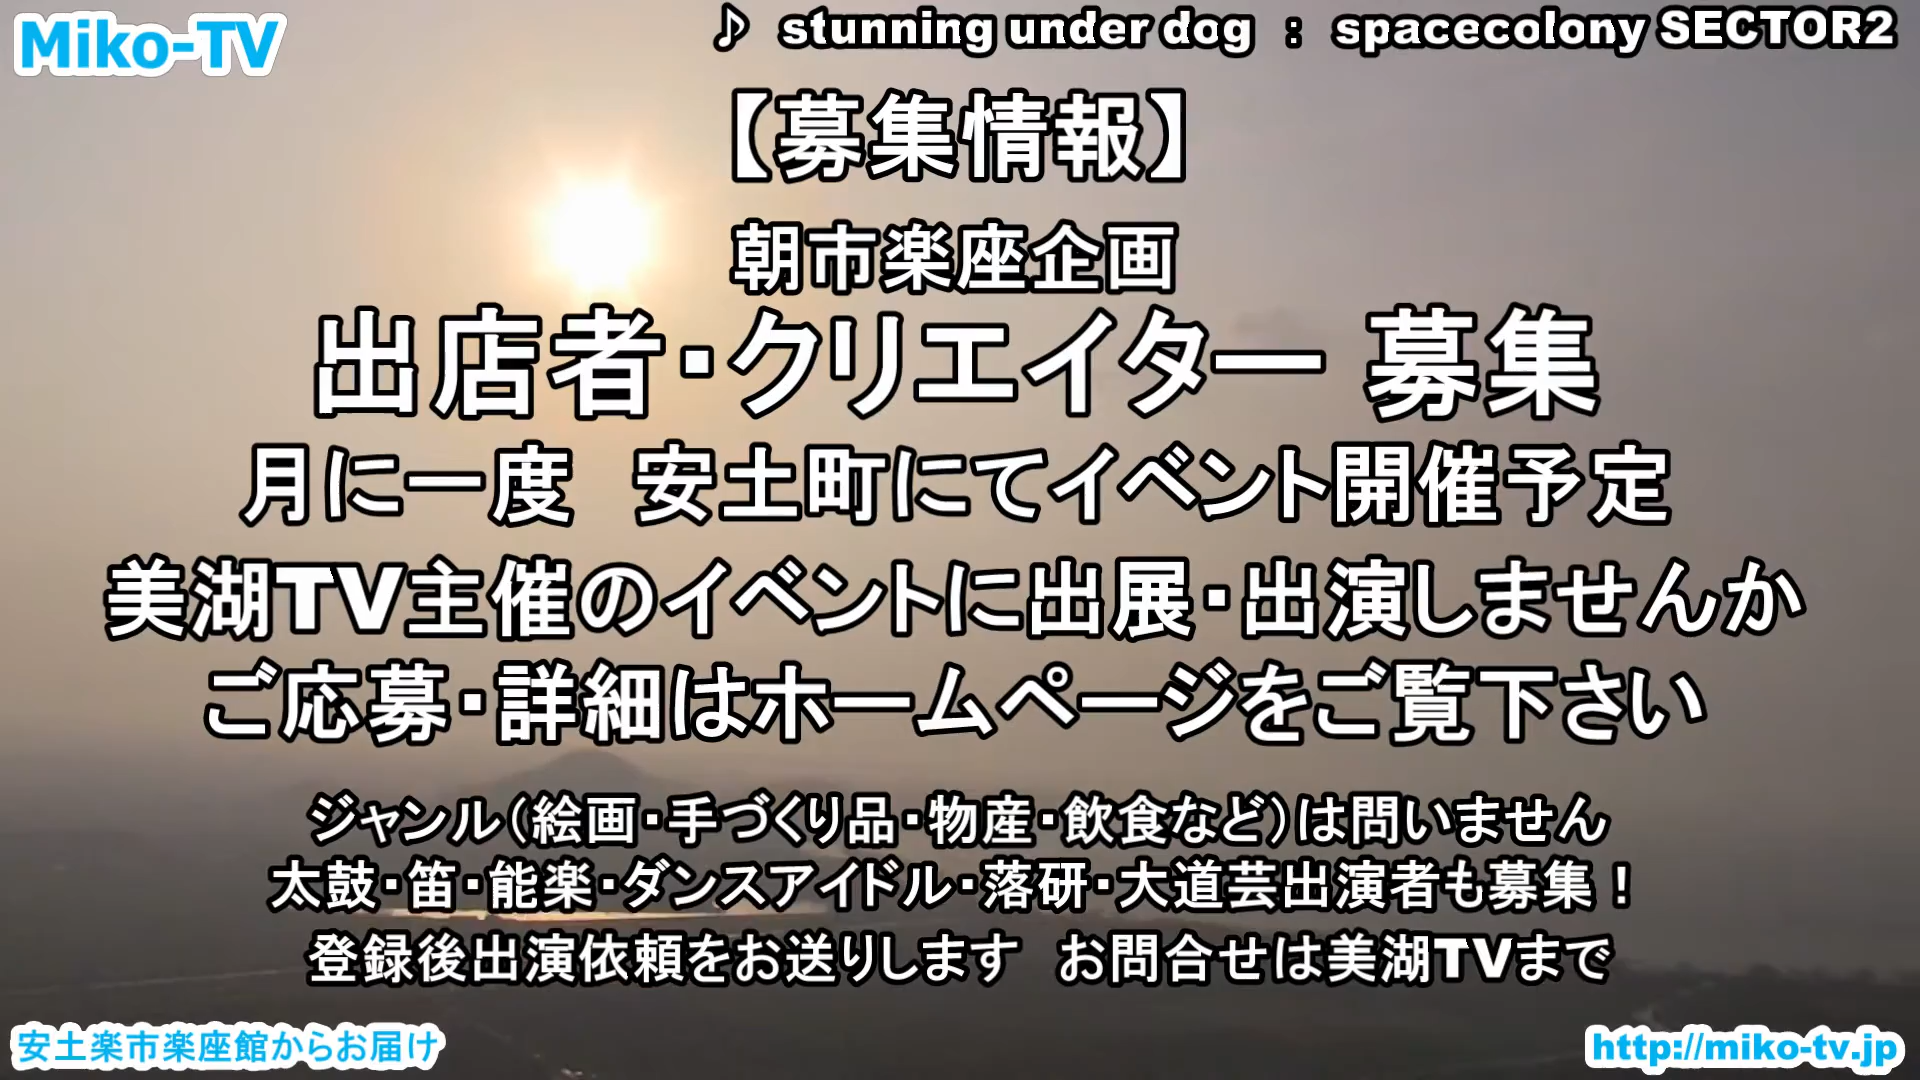 Miko-TV
♪ stunning under dog : spacecolony SECTOR2
【募集情報】
朝市楽座企画
出店者・クリエイター 募集
月に一度　安土町にてイベント開催予定
美湖TV主催のイベントに出展・出演しませんか
ご応募・詳細はホームページをご覧下さい
ジャンル（絵画・手づくり品・物産・飲食など）は問いません
太鼓・笛・能楽・ダンスアイドル・落研・大道芸出演者も募集！
登録後出演依頼をお送りします　お問合せは美湖TVまで
安土楽市楽座館からお届け
http://miko-tv.jp